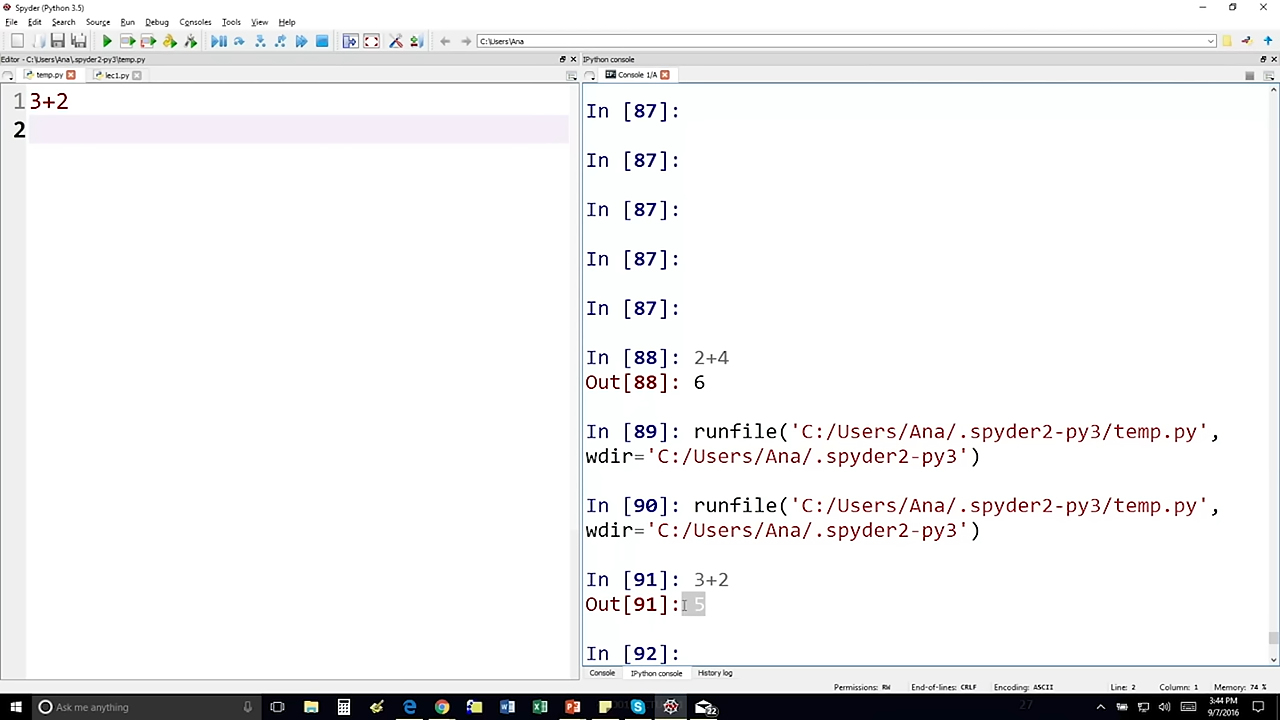 Spyder (Python 3.5)
File Edit Search Source Run Debug Consoles Tools View Help
C:\Users\Ana
Editor - C:\Users\Ana\.spyder2-py3\temp.py
IPython console
temp.py lec1.py
Console 1/A
1 3+2
2
In [87]:
In [87]:
In [87]:
In [87]:
In [87]:
In [88]: 2+4
Out[88]: 6
In [89]: runfile('C:/Users/Ana/.spyder2-py3/temp.py',
wdir='C:/Users/Ana/.spyder2-py3')
In [90]: runfile('C:/Users/Ana/.spyder2-py3/temp.py',
wdir='C:/Users/Ana/.spyder2-py3')
In [91]: 3+2
Out[91]: 5
In [92]:
Console IPython console History log
Permissions: RW End-of-lines: CRLF Encoding: ASCII Line: 2 Column: 1 Memory: 74 %
Ask me anything
27
3:44 PM
9/7/2016